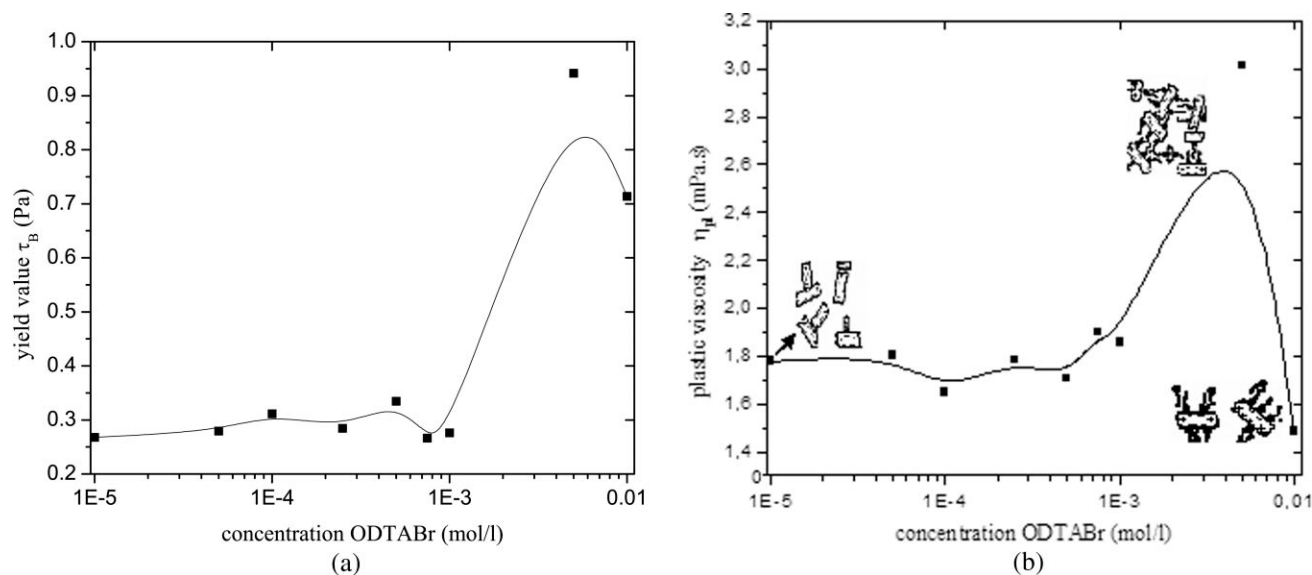 1.0
0.9
0.8
0.7
0.6
0.5
0.4
0.3
0.2
yield value τB (Pa)
1E-5
1E-4
1E-3
0.01
concentration ODTABr (mol/l)
(a)
3,2
3,0
2,8
2,6
2,4
2,2
2,0
1,8
1,6
1,4
0
plastic viscosity ηpl (mPa.s)
1E-5
1E-4
1E-3
0,01
concentration ODTABr (mol/l)
(b)